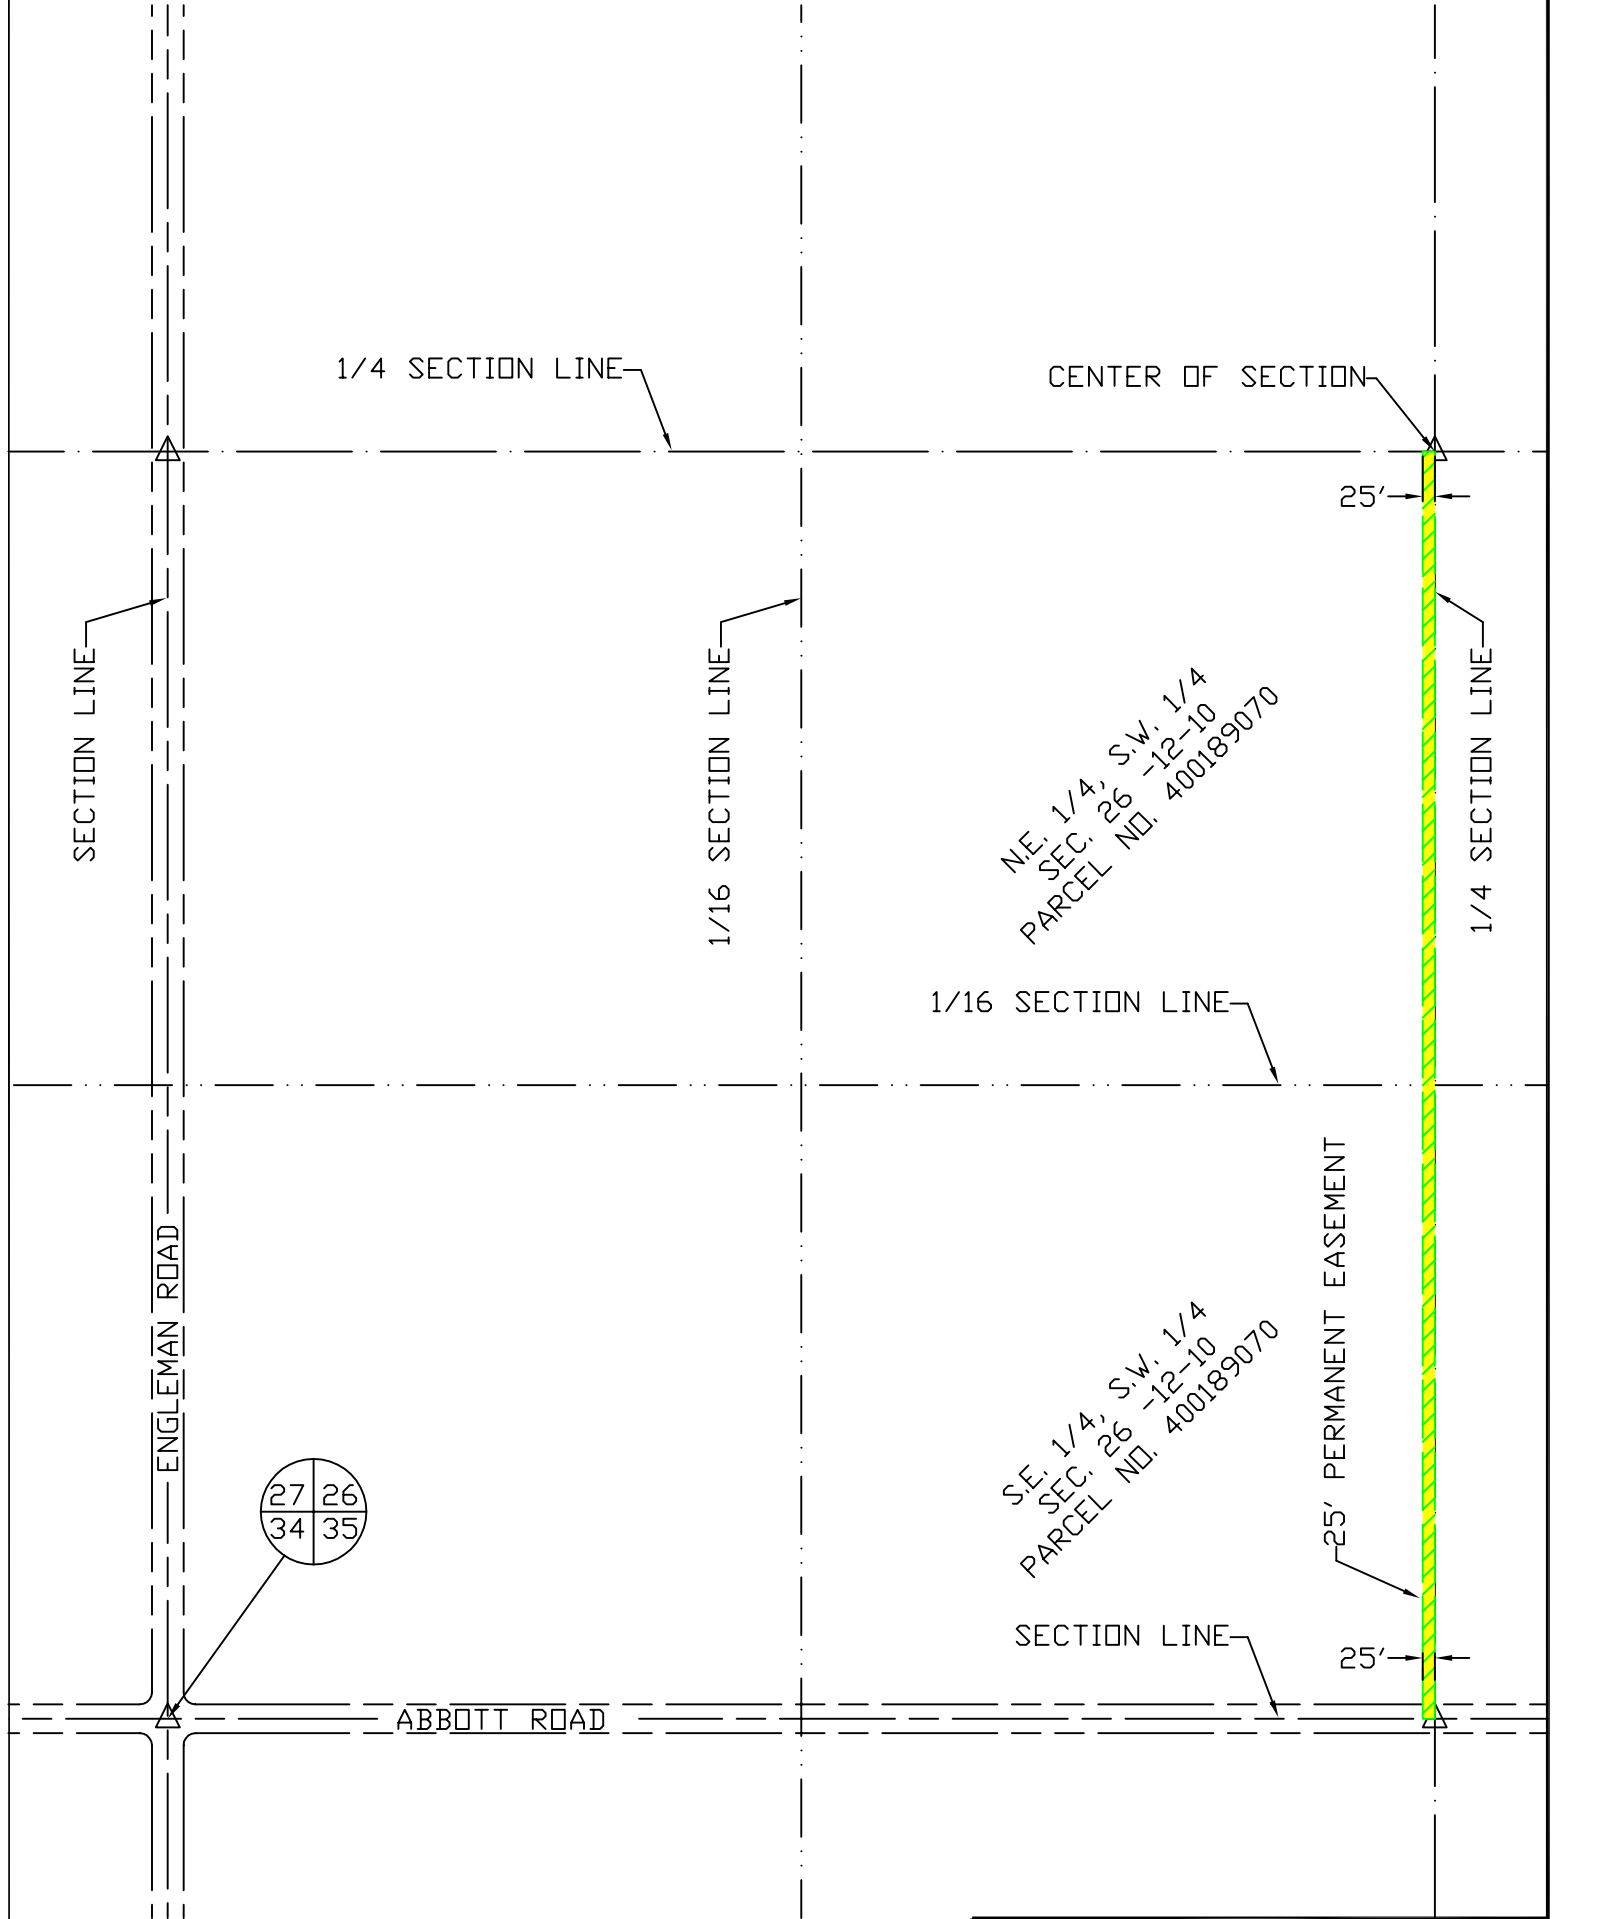 1/4 SECTION LINE
CENTER OF SECTION
25'
SECTION LINE
1/16 SECTION LINE
N.E. 1/4, S.W. 1/4
SEC. 26 -12-10
PARCEL NO. 400189070
1/4 SECTION LINE
1/16 SECTION LINE
ENGLEMAN ROAD
S.E. 1/4, S.W. 1/4
SEC. 26 -12-10
PARCEL NO. 400189070
25' PERMANENT EASEMENT
27 26
34 35
SECTION LINE
25'
ABBOTT ROAD